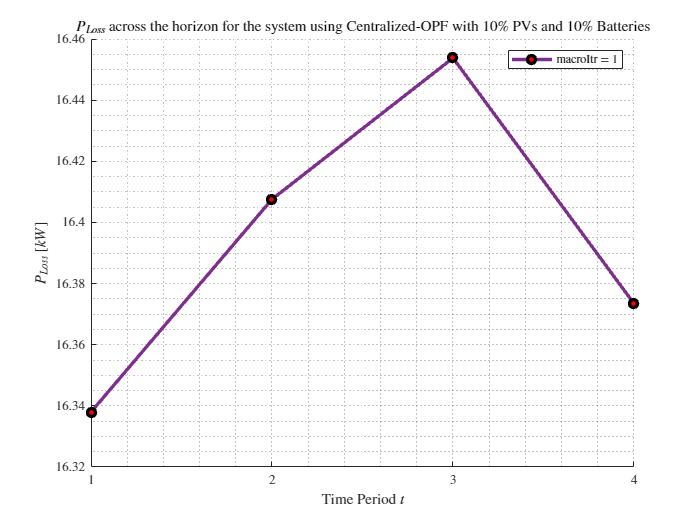 P_Loss across the horizon for the system using Centralized-OPF with 10% PVs and 10% Batteries
macroItr = 1
16.46
16.44
16.42
16.4
16.38
16.36
16.34
16.32
P_Loss [kW]
1 2 3 4
Time Period t